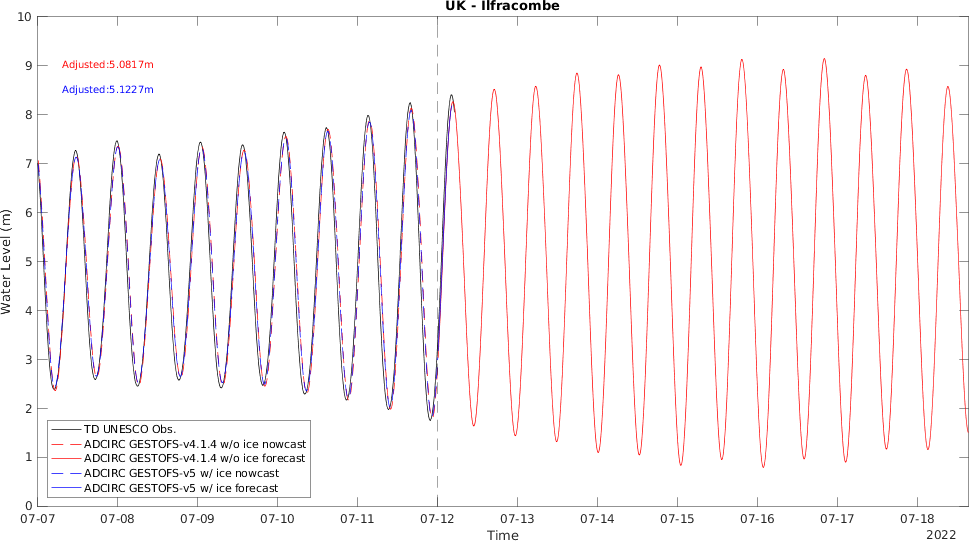 UK - Ilfracombe
10
9
8
7
6
5
4
3
2
1
0
Water Level (m)
Adjusted:5.0817m
Adjusted:5.1227m
TD UNESCO Obs.
ADCIRC GESTOFS-v4.1.4 w/o ice nowcast
ADCIRC GESTOFS-v4.1.4 w/o ice forecast
ADCIRC GESTOFS-v5 w/ ice nowcast
ADCIRC GESTOFS-v5 w/ ice forecast
07-07 07-08 07-09 07-10 07-11 07-12 07-13 07-14 07-15 07-16 07-17 07-18
Time
2022